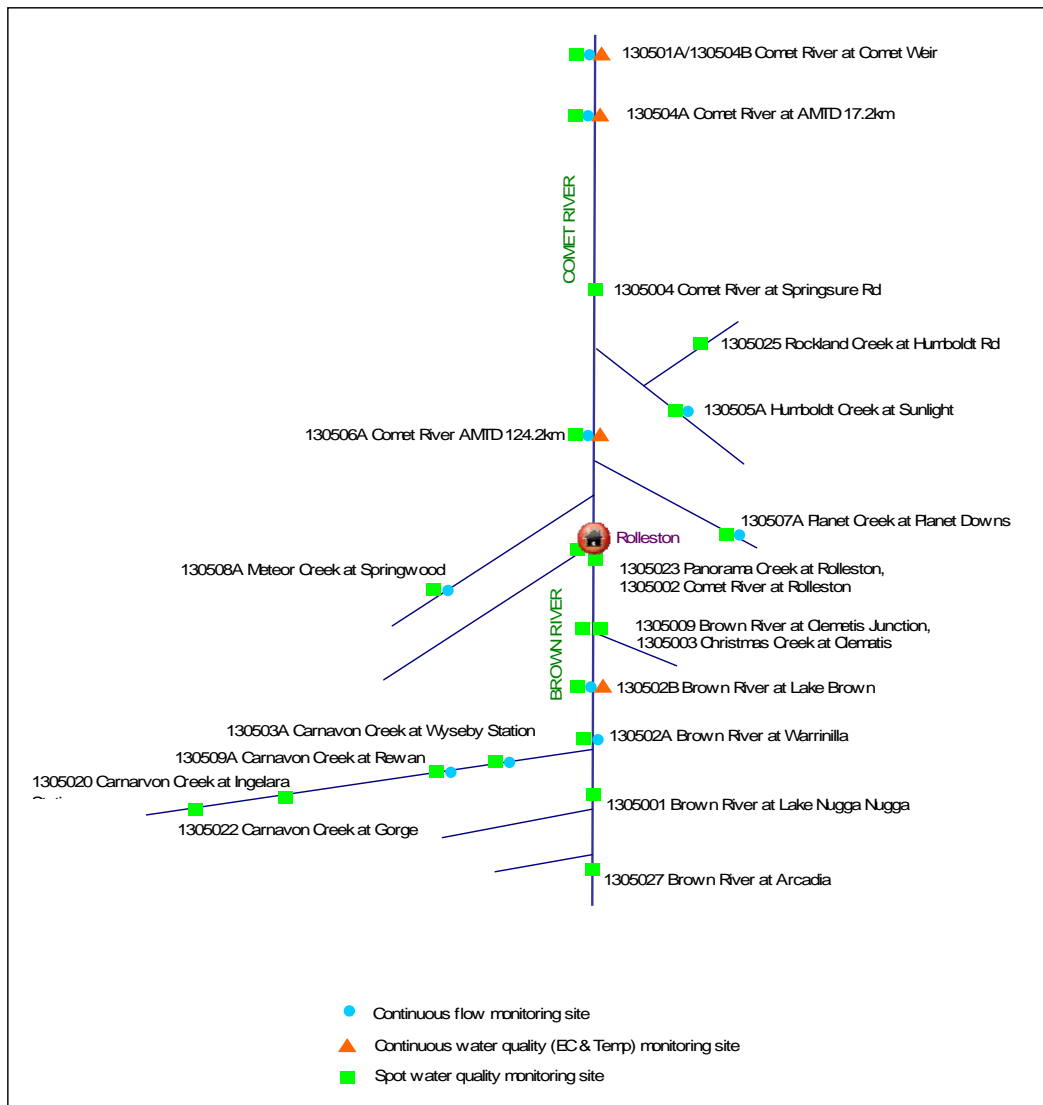 130501A/130504B Comet River at Comet Weir
130504A Comet River at AMTD 17.2km
COMET RIVER
1305004 Comet River at Springsure Rd
1305025 Rockland Creek at Humboldt Rd
130505A Humboldt Creek at Sunlight
130506A Comet River AMTD 124.2km
130507A Planet Creek at Planet Downs
Rolleston
130508A Meteor Creek at Springwood
1305023 Panorama Creek at Rolleston,
1305002 Comet River at Rolleston
BROWN RIVER
1305009 Brown River at Clemetis Junction,
1305003 Christmas Creek at Clematis
130502B Brown River at Lake Brown
130503A Carnavon Creek at Wyseby Station
130502A Brown River at Warrinilla
130509A Carnavon Creek at Rewan
1305020 Carnarvon Creek at Ingelara
1305001 Brown River at Lake Nugga Nugga
1305022 Carnavon Creek at Gorge
1305027 Brown River at Arcadia
Continuous flow monitoring site
Continuous water quality (EC & Temp) monitoring site
Spot water quality monitoring site